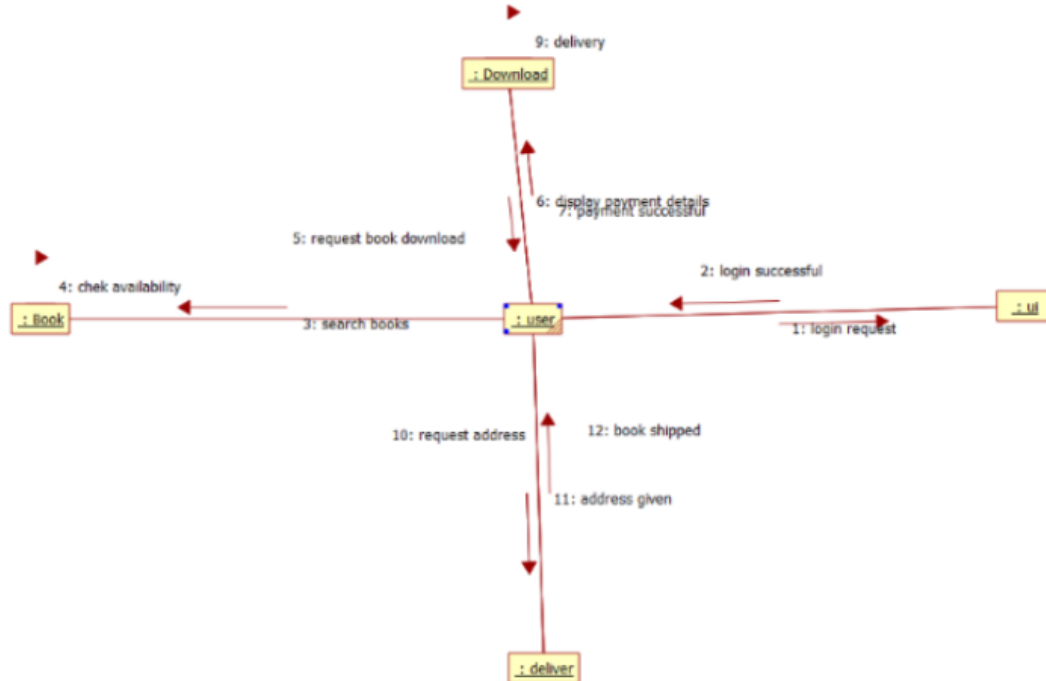 9: delivery
: Download
6: display payment details
7: payment successful
5: request book download
2: login successful
4: chek availability
: Book
3: search books
: user
: ui
1: login request
10: request address
12: book shipped
11: address given
: deliver